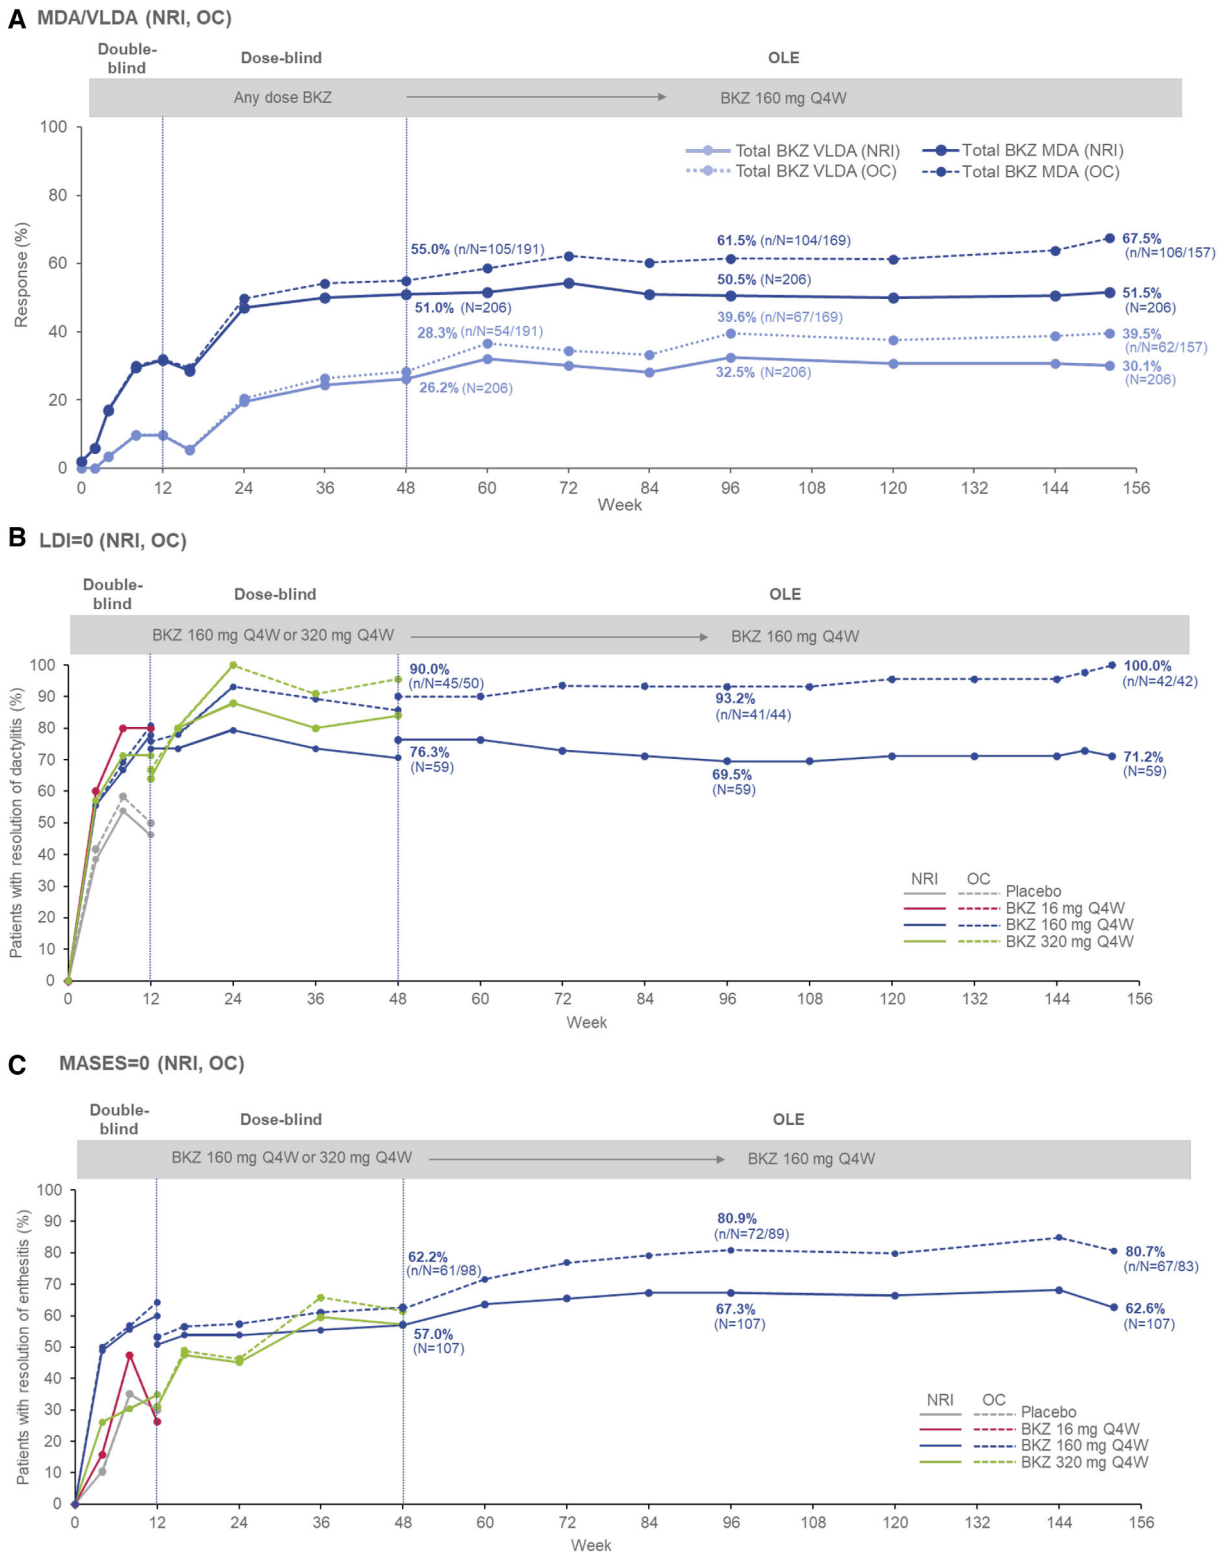 A MDA/VLDA (NRI, OC)
Double-
blind
Dose-blind
OLE
Any dose BKZ
BKZ 160 mg Q4W
Total BKZ VLDA (NRI)
Total BKZ MDA (NRI)
Total BKZ VLDA (OC)
Total BKZ MDA (OC)
Response (%)
100
80
60
40
20
0
55.0% (n/N=105/191)
51.0% (N=206)
28.3% (n/N=54/191)
26.2% (N=206)
61.5% (n/N=104/169)
50.5% (N=206)
39.6% (n/N=67/169)
32.5% (N=206)
67.5%
(n/N=106/157)
51.5%
(N=206)
39.5%
(n/N=62/157)
30.1%
(N=206)
0 12 24 36 48 60 72 84 96 108 120 132 144 156
Week
B LDI=0 (NRI, OC)
Double-
blind
Dose-blind
OLE
BKZ 160 mg Q4W or 320 mg Q4W
BKZ 160 mg Q4W
Patients with resolution of dactylitis (%)
100
90
80
70
60
50
40
30
20
10
0
90.0%
(n/N=45/50)
76.3%
(N=59)
93.2%
(n/N=41/44)
69.5%
(N=59)
100.0%
(n/N=42/42)
71.2%
(N=59)
NRI OC
Placebo
BKZ 16 mg Q4W
BKZ 160 mg Q4W
BKZ 320 mg Q4W
0 12 24 36 48 60 72 84 96 108 120 132 144 156
Week
C MASES=0 (NRI, OC)
Double-
blind
Dose-blind
OLE
BKZ 160 mg Q4W or 320 mg Q4W
BKZ 160 mg Q4W
Patients with resolution of enthesitis (%)
100
90
80
70
60
50
40
30
20
10
0
62.2%
(n/N=61/98)
57.0%
(N=107)
80.9%
(n/N=72/89)
67.3%
(N=107)
80.7%
(n/N=67/83)
62.6%
(N=107)
NRI OC
Placebo
BKZ 16 mg Q4W
BKZ 160 mg Q4W
BKZ 320 mg Q4W
0 12 24 36 48 60 72 84 96 108 120 132 144 156
Week